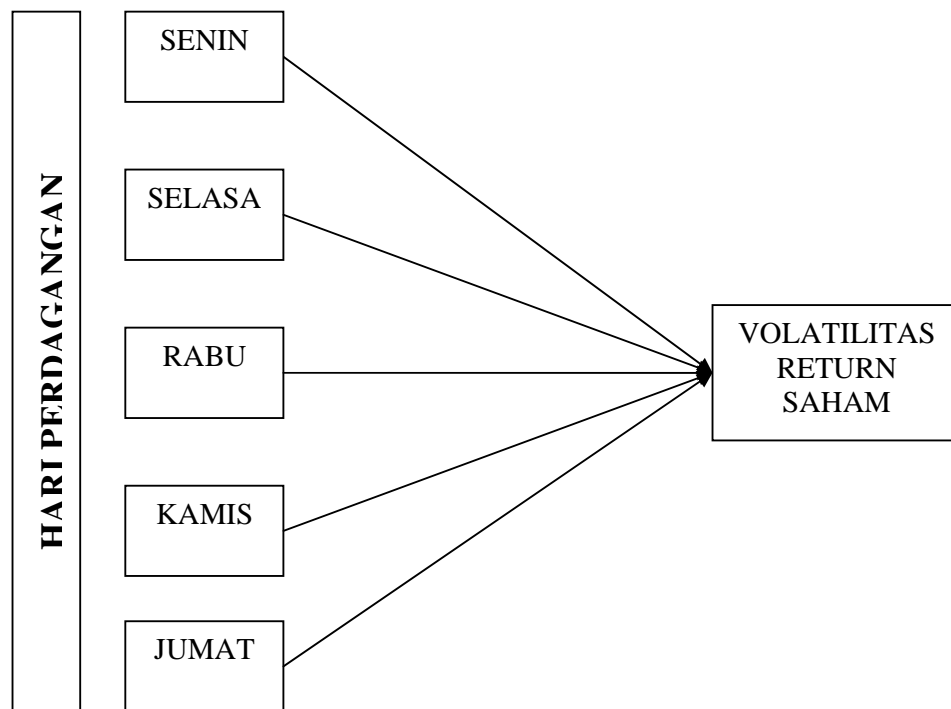 HARI PERDAGANGAN
SENIN
SELASA
RABU
KAMIS
JUMAT
VOLATILITAS
RETURN
SAHAM